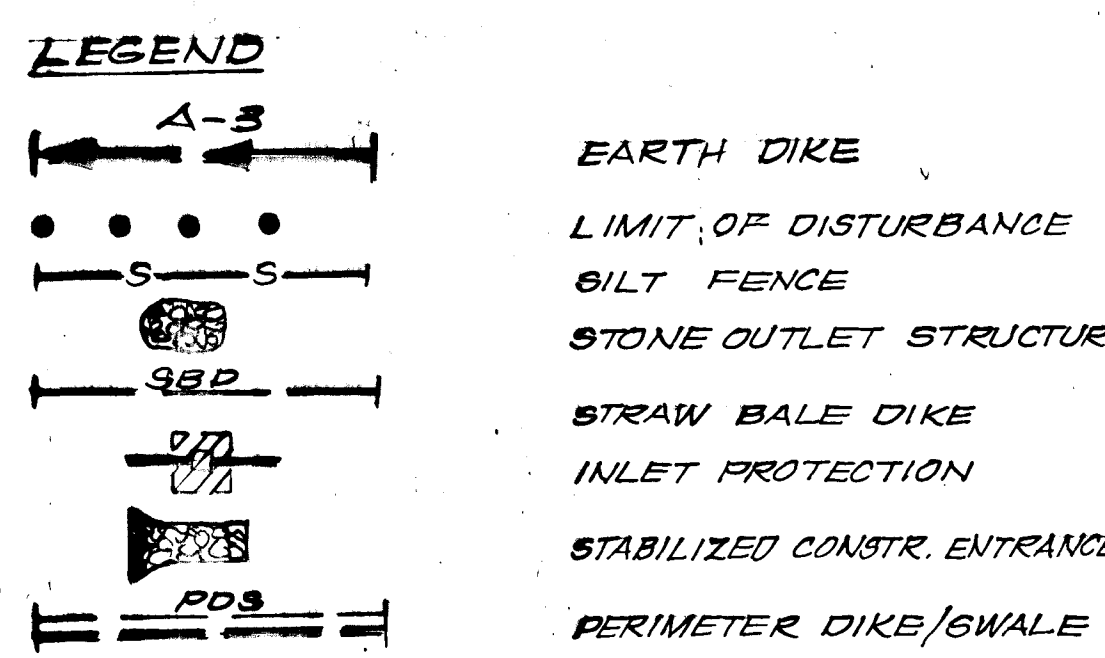 LEGEND
A-3
EARTH DIKE
LIMIT OF DISTURBANCE
S S
SILT FENCE
STONE OUTLET STRUCTUR
SBD
STRAW BALE DIKE
INLET PROTECTION
STABILIZED CONSTR. ENTRANCE
PDS
PERIMETER DIKE/SWALE